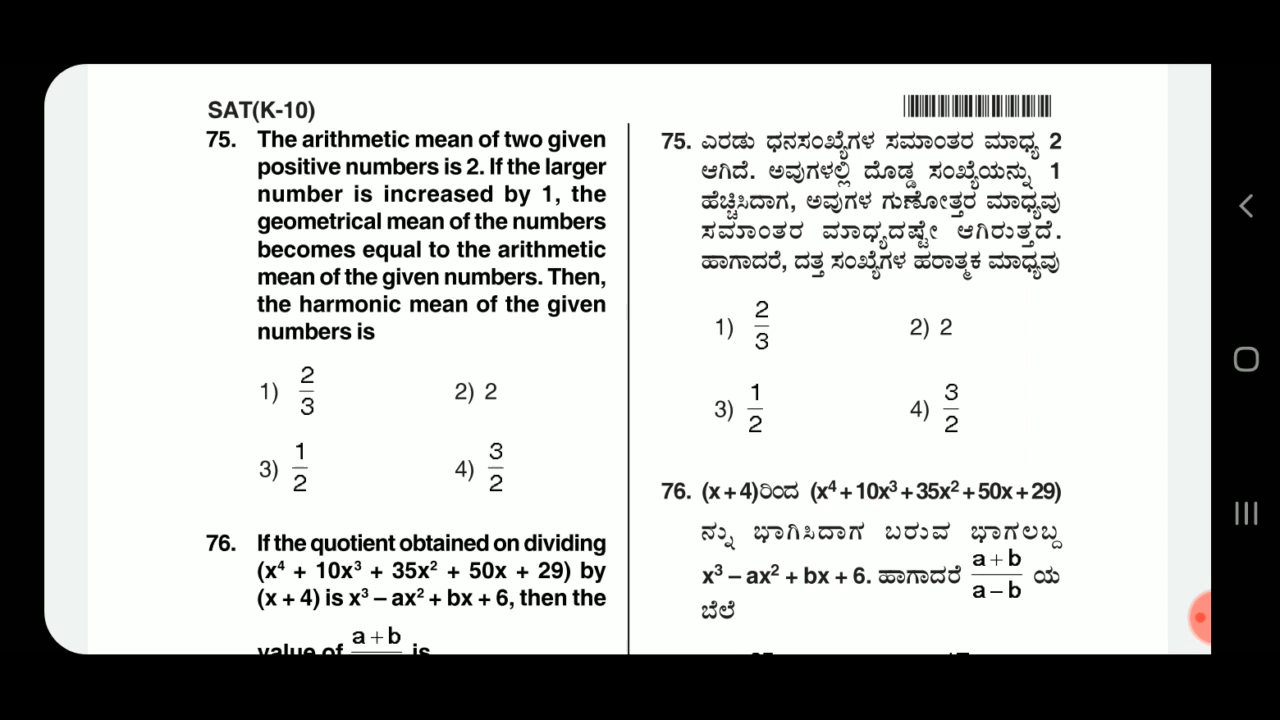 SAT(K-10)
75. The arithmetic mean of two given
positive numbers is 2. If the larger
number is increased by 1, the
geometrical mean of the numbers
becomes equal to the arithmetic
mean of the given numbers. Then,
the harmonic mean of the given
numbers is
1) 2/3 2) 2
3) 1/2 4) 3/2
76. If the quotient obtained on dividing
(x⁴ + 10x³ + 35x² + 50x + 29) by
(x + 4) is x³ – ax² + bx + 6, then the
value of a+b is
75. ಎರಡು ಧನಸಂಖ್ಯೆಗಳ ಸಮಾಂತರ ಮಾಧ್ಯ 2
ಆಗಿದೆ. ಅವುಗಳಲ್ಲಿ ದೊಡ್ಡ ಸಂಖ್ಯೆಯನ್ನು 1
ಹೆಚ್ಚಿಸಿದಾಗ, ಅವುಗಳ ಗುಣೋತ್ತರ ಮಾಧ್ಯವು
ಸಮಾಂತರ ಮಾಧ್ಯದಷ್ಟೇ ಆಗಿರುತ್ತದೆ.
ಹಾಗಾದರೆ, ದತ್ತ ಸಂಖ್ಯೆಗಳ ಹರಾತ್ಮಕ ಮಾಧ್ಯವು
1) 2/3 2) 2
3) 1/2 4) 3/2
76. (x + 4)ರಿಂದ (x⁴ + 10x³ + 35x² + 50x + 29)
ನ್ನು ಭಾಗಿಸಿದಾಗ ಬರುವ ಭಾಗಲಬ್ದ
x³ – ax² + bx + 6. ಹಾಗಾದರೆ a+b/a–b ಯ
ಬೆಲೆ